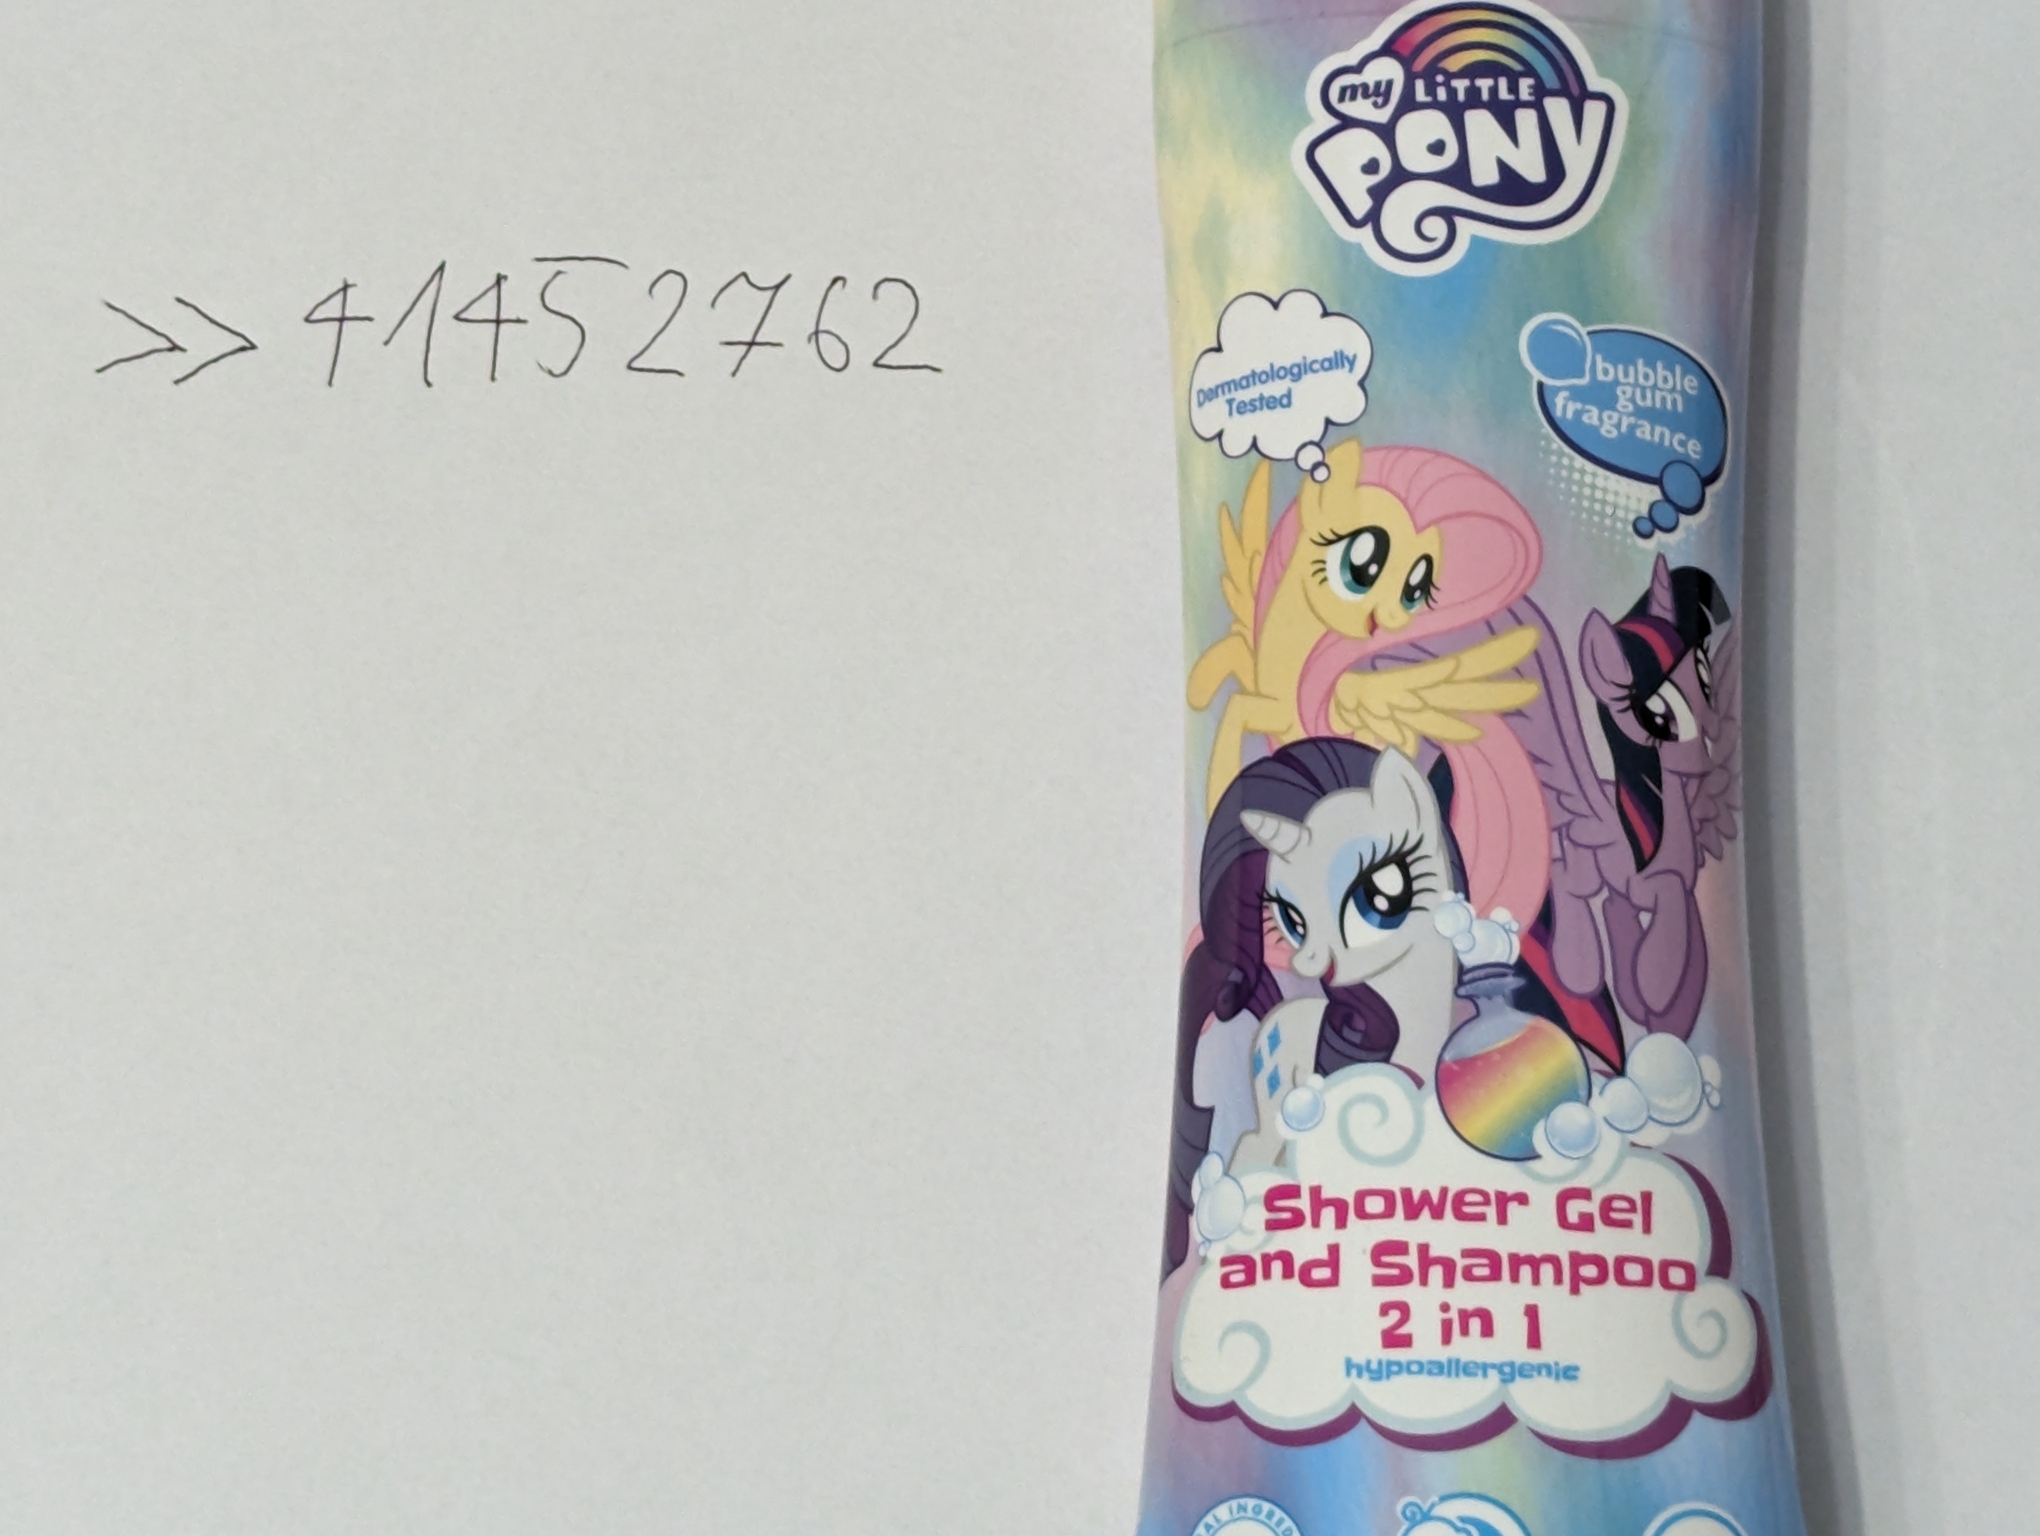 >> 41452762
my LiTTLE
PONY
Dermatologically
Tested
bubble
gum
fragrance
Shower Gel
and Shampoo
2 in 1
hypoallergenic